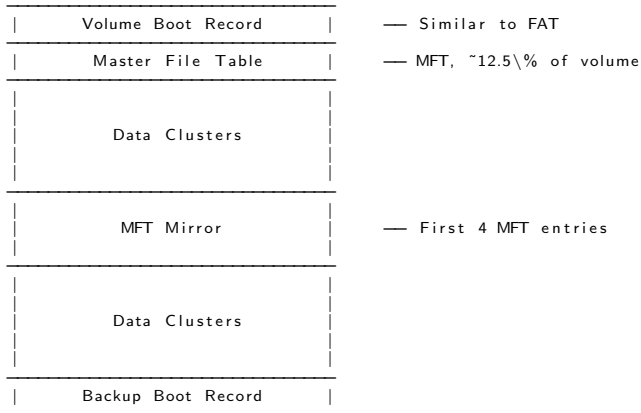 Volume Boot Record — Similar to FAT
Master File Table — MFT, ~12.5\% of volume
Data Clusters
MFT Mirror — First 4 MFT entries
Data Clusters
Backup Boot Record